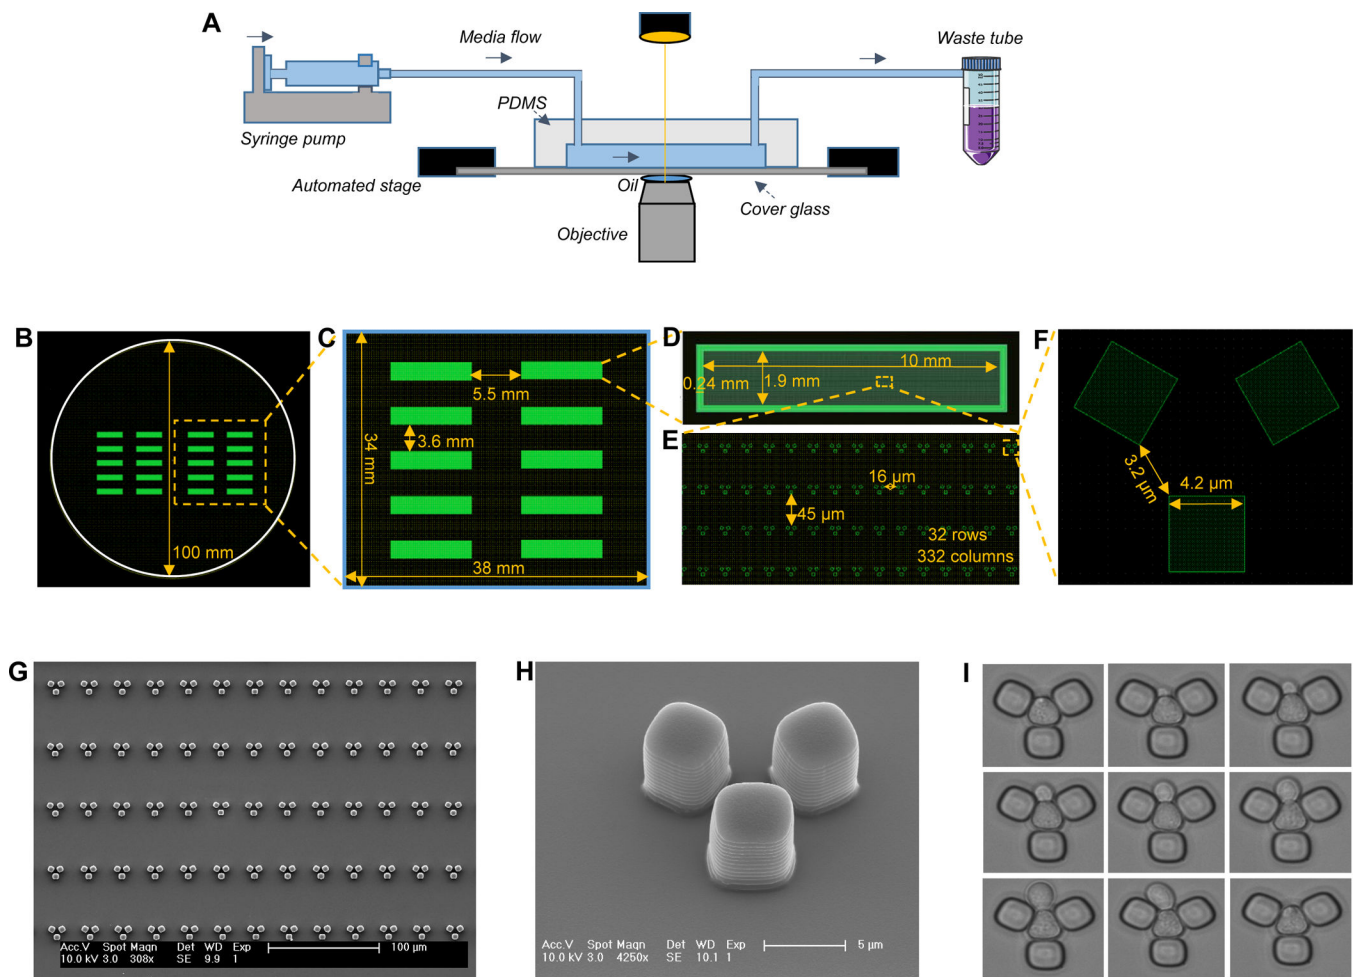 A
Media flow
Waste tube
PDMS
Syringe pump
Automated stage
Oil
Cover glass
Objective
B
100 mm
C
5.5 mm
3.6 mm
34 mm
38 mm
D
10 mm
0.24 mm
1.9 mm
E
16 µm
45 µm
32 rows
332 columns
F
3.2 µm
4.2 µm
G
Acc.V Spot Magn Det WD Exp
10.0 kV 3.0 308x SE 9.9 1
100 µm
H
Acc.V Spot Magn Det WD Exp
10.0 kV 3.0 4250x SE 10.1 1
5 µm
I